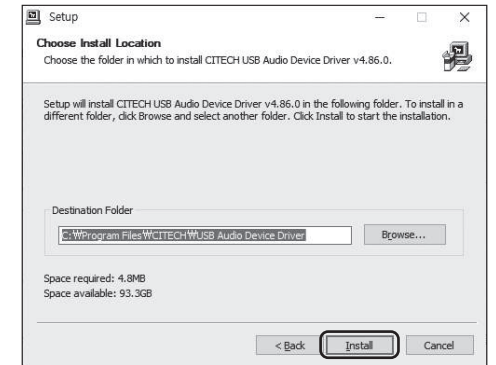 Setup
Choose Install Location
Choose the folder in which to install CITECH USB Audio Device Driver v4.86.0.
Setup will install CITECH USB Audio Device Driver v4.86.0 in the following folder. To install in a
different folder, click Browse and select another folder. Click Install to start the installation.
Destination Folder
C:₩Program Files₩CITECH₩USB Audio Device Driver
Browse...
Space required: 4.8MB
Space available: 93.3GB
< Back Install Cancel